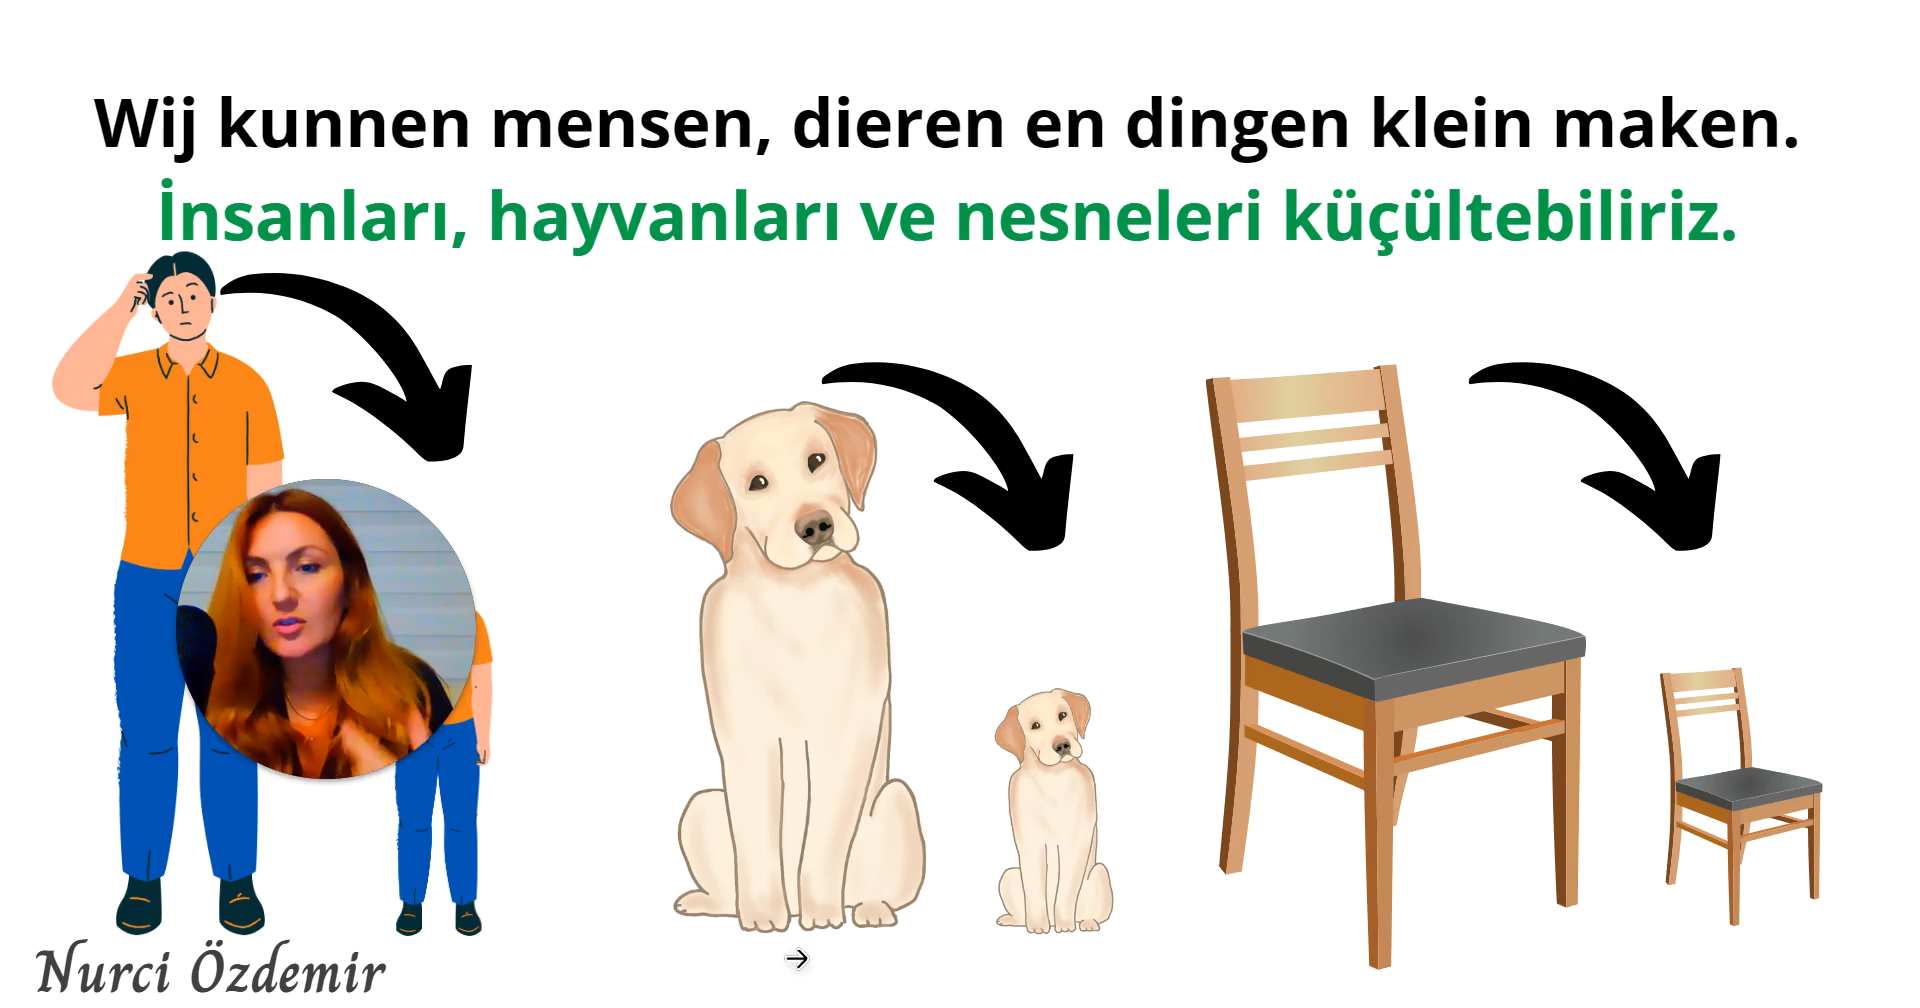 Wij kunnen mensen, dieren en dingen klein maken.
İnsanları, hayvanları ve nesneleri küçültebiliriz.
Nurci Özdemir